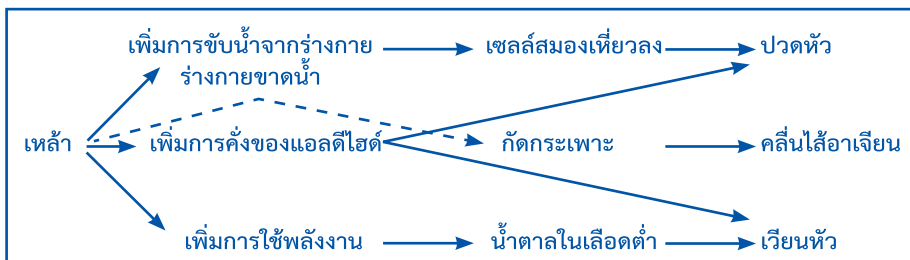 เพิ่มการขับน้ำจากร่างกาย เซลล์สมองเหี่ยวลง ปวดหัว
ร่างกายขาดน้ำ
เหล้า เพิ่มการคั่งของแอลดีไฮด์ กัดกระเพาะ คลื่นไส้อาเจียน
เพิ่มการใช้พลังงาน น้ำตาลในเลือดต่ำ เวียนหัว